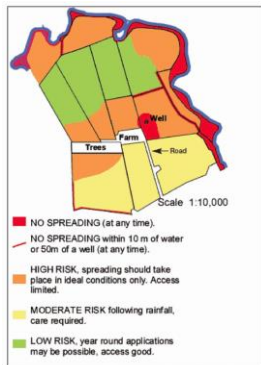 Well
Farm
Trees
Road
Scale 1:10,000
NO SPREADING (at any time).
NO SPREADING within 10 m of water
or 50m of a well (at any time).
HIGH RISK, spreading should take
place in ideal conditions only. Access
limited.
MODERATE RISK following rainfall,
care required.
LOW RISK, year round applications
may be possible, access good.